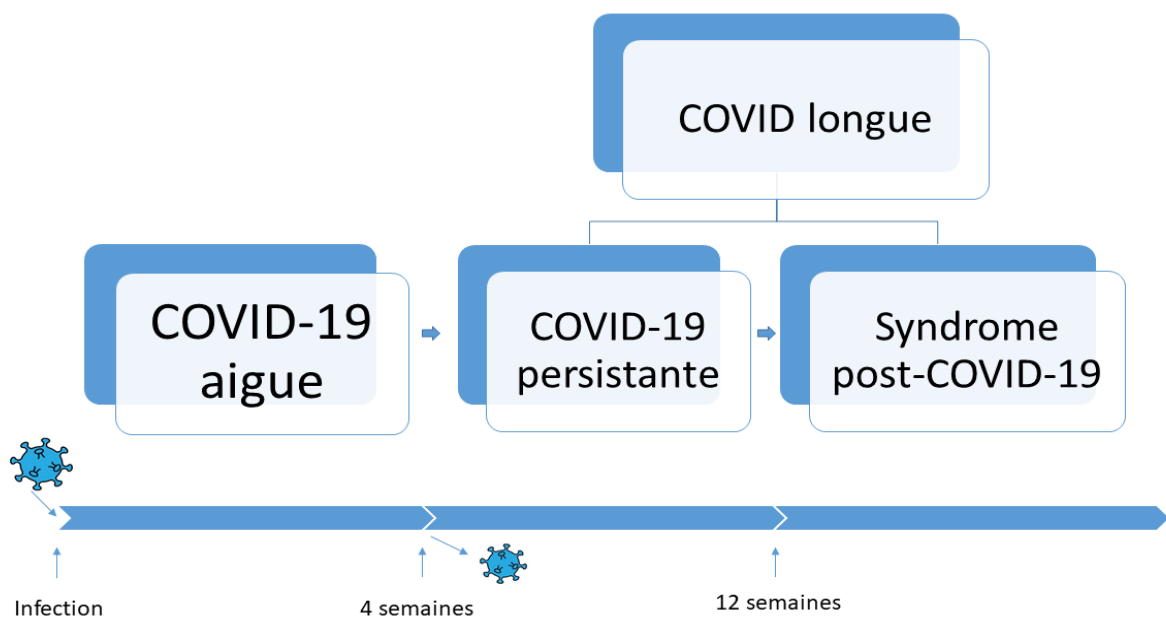 COVID longue
COVID-19
aigue
COVID-19
persistante
Syndrome
post-COVID-19
Infection
4 semaines
12 semaines